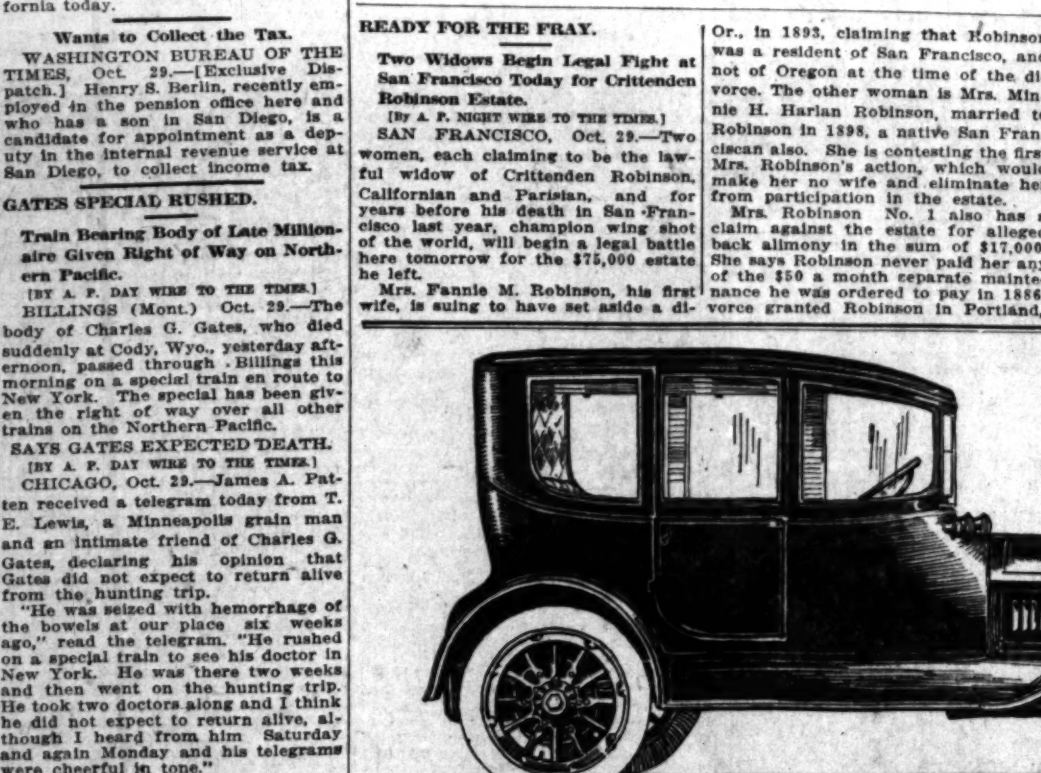 fornia today.
Wants to Collect the Tax.
WASHINGTON BUREAU OF THE
TIMES, Oct. 29.—[Exclusive Dis-
patch.] Henry S. Berlin, recently em-
ployed in the pension office here and
who has a son in San Diego, is a
candidate for appointment as a dep-
uty in the internal revenue service at
San Diego, to collect income tax.
GATES SPECIAL RUSHED.
Train Bearing Body of Late Million-
aire Given Right of Way on North-
ern Pacific.
[BY A. P. DAY WIRE TO THE TIMES.]
BILLINGS (Mont.) Oct. 29.—The
body of Charles G. Gates, who died
suddenly at Cody, Wyo., yesterday aft-
ernoon, passed through Billings this
morning on a special train en route to
New York. The special has been giv-
en the right of way over all other
trains on the Northern Pacific.
SAYS GATES EXPECTED DEATH.
[BY A. P. DAY WIRE TO THE TIMES.]
CHICAGO, Oct. 29.—James A. Pat-
ten received a telegram today from T.
E. Lewis, a Minneapolis grain man
and an intimate friend of Charles G.
Gates, declaring his opinion that
Gates did not expect to return alive
from the hunting trip.
"He was seized with hemorrhage of
the bowels at our place six weeks
ago," read the telegram. "He rushed
on a special train to see his doctor in
New York. He was there two weeks
and then went on the hunting trip.
He took two doctors along and I think
he did not expect to return alive, al-
though I heard from him Saturday
and again Monday and his telegrams
were cheerful in tone."
READY FOR THE FRAY.
Two Widows Begin Legal Fight at
San Francisco Today for Crittenden
Robinson Estate.
[By A. P. NIGHT WIRE TO THE TIMES.]
SAN FRANCISCO, Oct. 29.—Two
women, each claiming to be the law-
ful widow of Crittenden Robinson,
Californian and Parisian, and for
years before his death in San Fran-
cisco last year, champion wing shot
of the world, will begin a legal battle
here tomorrow for the $75,000 estate
he left.
Mrs. Fannie M. Robinson, his first
wife, is suing to have set aside a di-
vorce granted Robinson in Portland,
Or., in 1893, claiming that Robinson
was a resident of San Francisco, and
not of Oregon at the time of the di
vorce. The other woman is Mrs. Min
nie H. Harlan Robinson, married to
Robinson in 1898, a native San Fran
ciscan also. She is contesting the first
Mrs. Robinson's action, which would
make her no wife and eliminate her
from participation in the estate.
Mrs. Robinson No. 1 also has a
claim against the estate for alleged
back alimony in the sum of $17,000
She says Robinson never paid her any
of the $50 a month separate mainte
nance he was ordered to pay in 1886